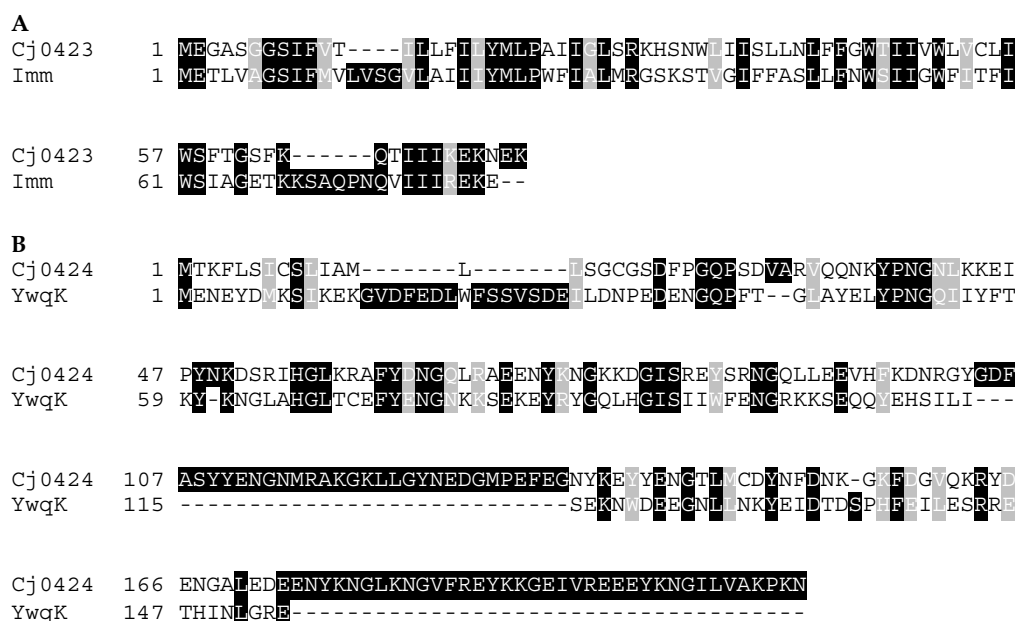 A
Cj0423 1 MEGASGGSIFVT----ILLFILYMLPAIIGLSRKHSNWLIISLLNLFFGWTIIVWLVCLI
Imm 1 METLVAGSIFMVLVSGVLAIIIYMLPWFIALMRGSKSTVGIFFASLLFNWSIIGWFITFI
Cj0423 57 WSFTGSFK------QTIIIKEKNEK
Imm 61 WSIAGETKKSAQPNQVIIIREKE--
B
Cj0424 1 MTKFLSICSLIAM-------L-------LSGCGSDFPGQPSDVARVQQNKYPNGNLKKEI
YwqK 1 MENEYDMKSIKEKGVDFEDLWFSSVSDEILDNPEDENGQPFT--GLAYELYPNGQIIYFT
Cj0424 47 PYNKDSRIHGLKRAFYDNGQLRAEENYKNGKKDGISREYSRNGQLLEEVHFKDNRGYGDF
YwqK 59 KY-KNGLAHGLTCEFYENGNKKSEKEYRYGQLHGISIIWFENGRKKSEQQYEHSILI---
Cj0424 107 ASYYENGNMRAKGKLLGYNEDGMPEFEGNYKEYYENGTLMCDYNFDNK-GKFDGVQKRYD
YwqK 115 ----------------------------SEKNWDEEGNLLNKYEIDTDSPHFEILESRRE
Cj0424 166 ENGALEDEENYKNGLKNGVFREYKKGEIVREEEYKNGILVAKPKN
YwqK 147 THINLGRE-------------------------------------